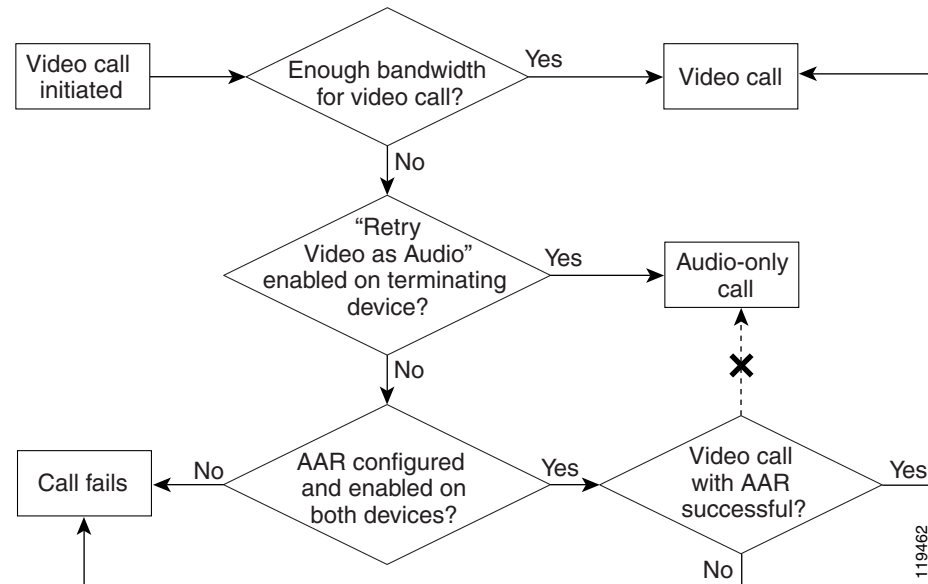 Video call
initiated
Enough bandwidth
for video call?
Yes
Video call
No
“Retry
Video as Audio”
enabled on terminating
device?
Yes
Audio-only
call
No
Call fails
No
AAR configured
and enabled on
both devices?
Yes
Video call
with AAR
successful?
Yes
No
119462